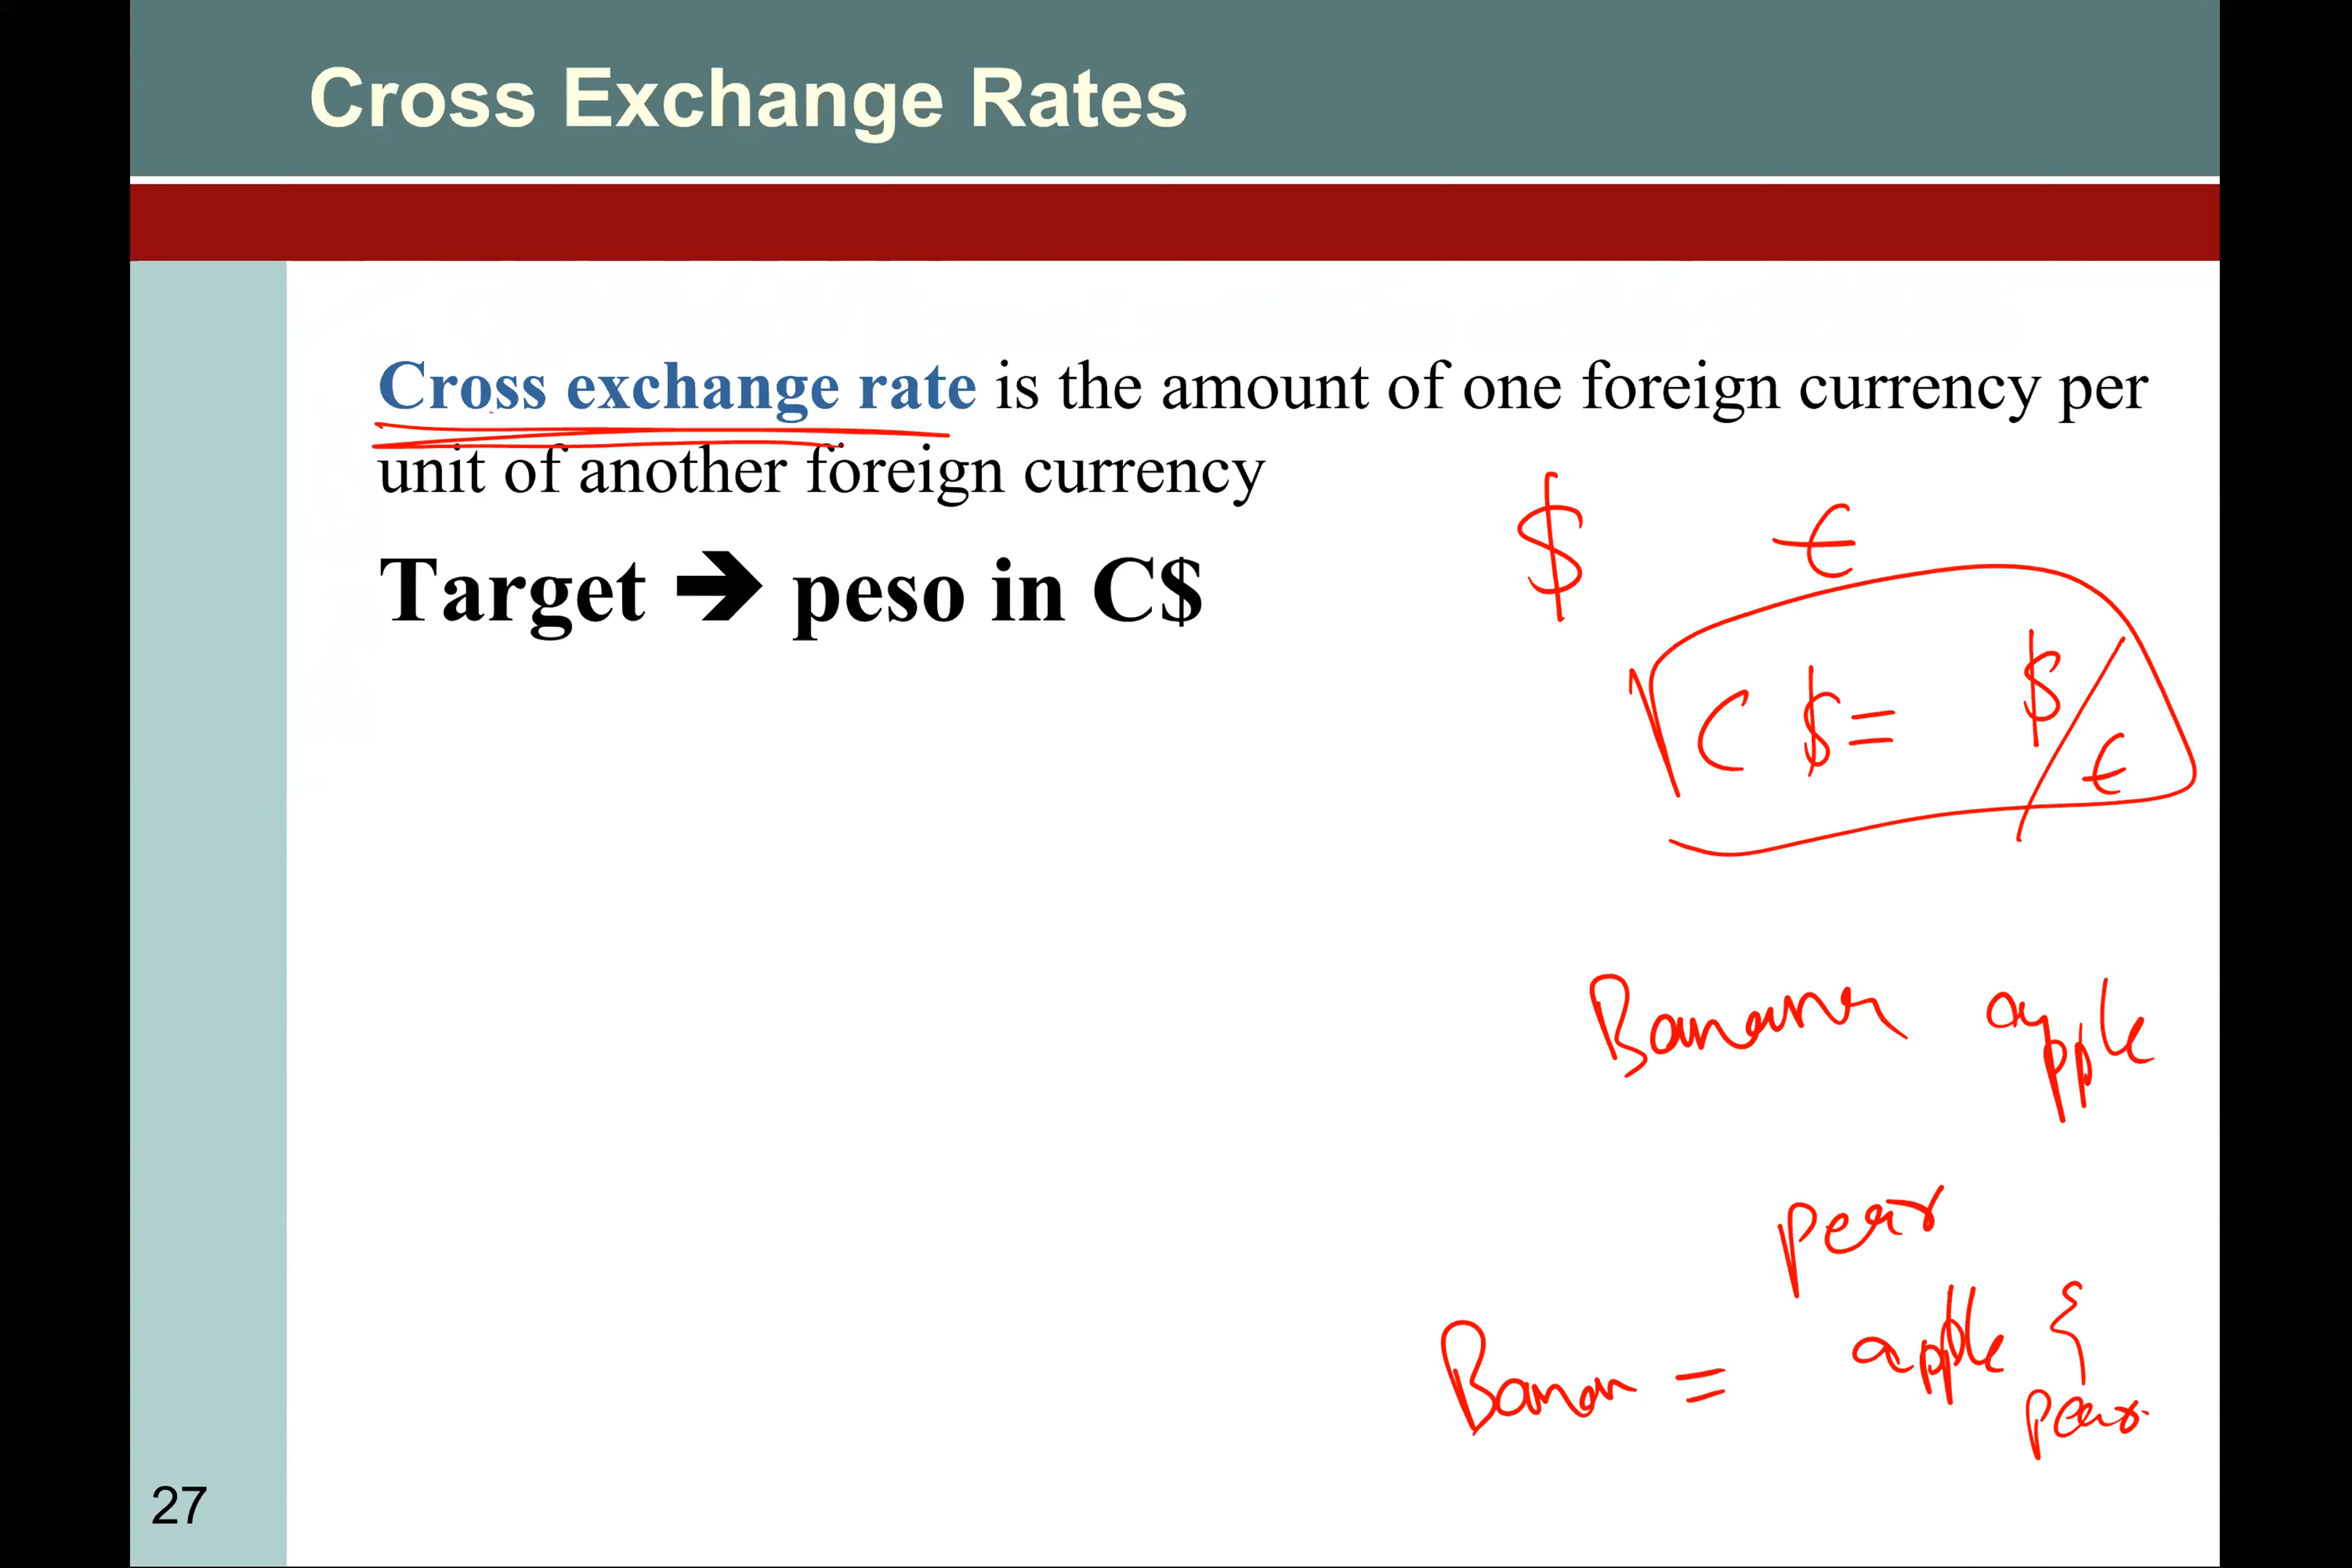 Cross Exchange Rates
Cross exchange rate is the amount of one foreign currency per
unit of another foreign currency
Target ➔ peso in C$
$ €
C $ = $/€
Banana apple
pear
Banan = apple {
pear
27